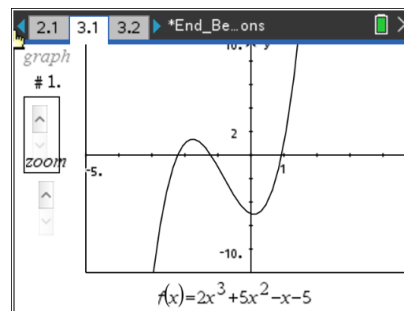 2.1 3.1 3.2 *End_Be...ons
graph
# 1.
zoom
10. y
2
-5.
1
-10.
f(x)=2x³+5x²-x-5